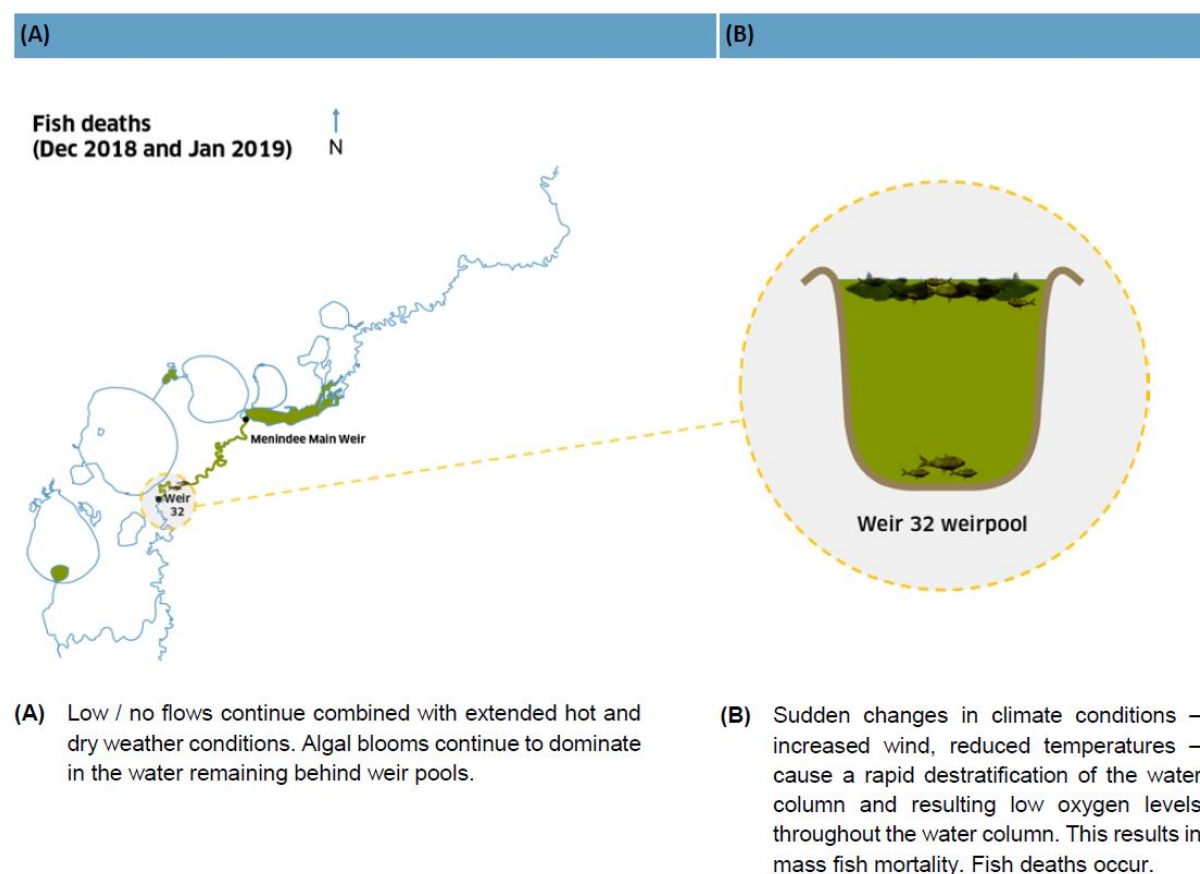 (A)
(B)
Fish deaths
(Dec 2018 and Jan 2019)
N
Menindee Main Weir
Weir
32
Weir 32 weirpool
(A) Low / no flows continue combined with extended hot and
dry weather conditions. Algal blooms continue to dominate
in the water remaining behind weir pools.
(B) Sudden changes in climate conditions –
increased wind, reduced temperatures –
cause a rapid destratification of the water
column and resulting low oxygen levels
throughout the water column. This results in
mass fish mortality. Fish deaths occur.